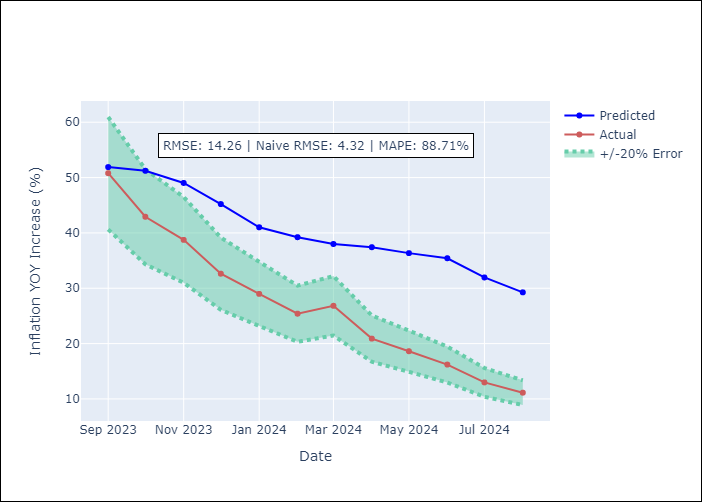 RMSE: 14.26 | Naive RMSE: 4.32 | MAPE: 88.71%
Predicted
Actual
+/-20% Error
Inflation YOY Increase (%)
60
50
40
30
20
10
Sep 2023 Nov 2023 Jan 2024 Mar 2024 May 2024 Jul 2024
Date